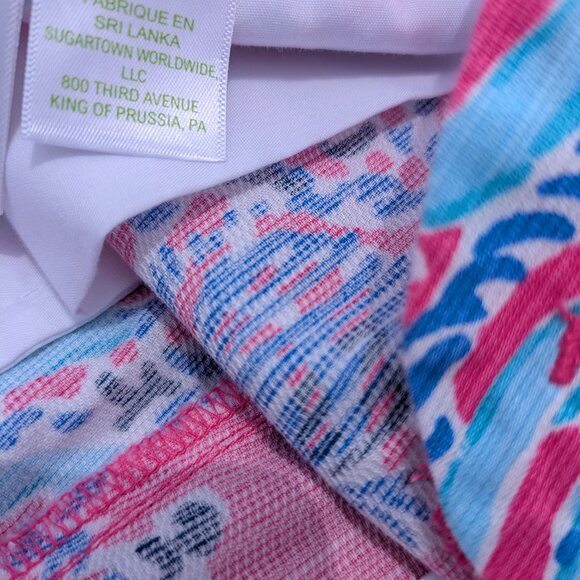 FABRIQUE EN
SRI LANKA
SUGARTOWN WORLDWIDE,
LLC
800 THIRD AVENUE
KING OF PRUSSIA, PA